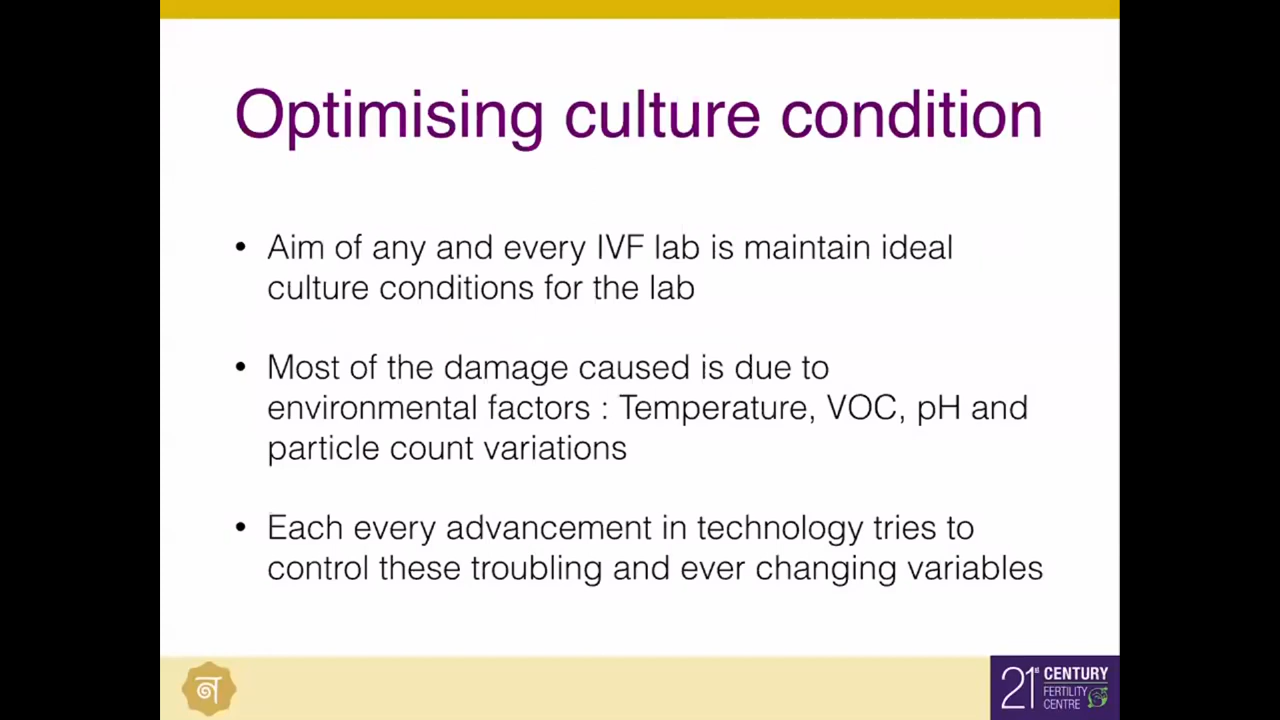 Optimising culture condition
• Aim of any and every IVF lab is maintain ideal
culture conditions for the lab
• Most of the damage caused is due to
environmental factors : Temperature, VOC, pH and
particle count variations
• Each every advancement in technology tries to
control these troubling and ever changing variables
ন
21st CENTURY
FERTILITY
CENTRE